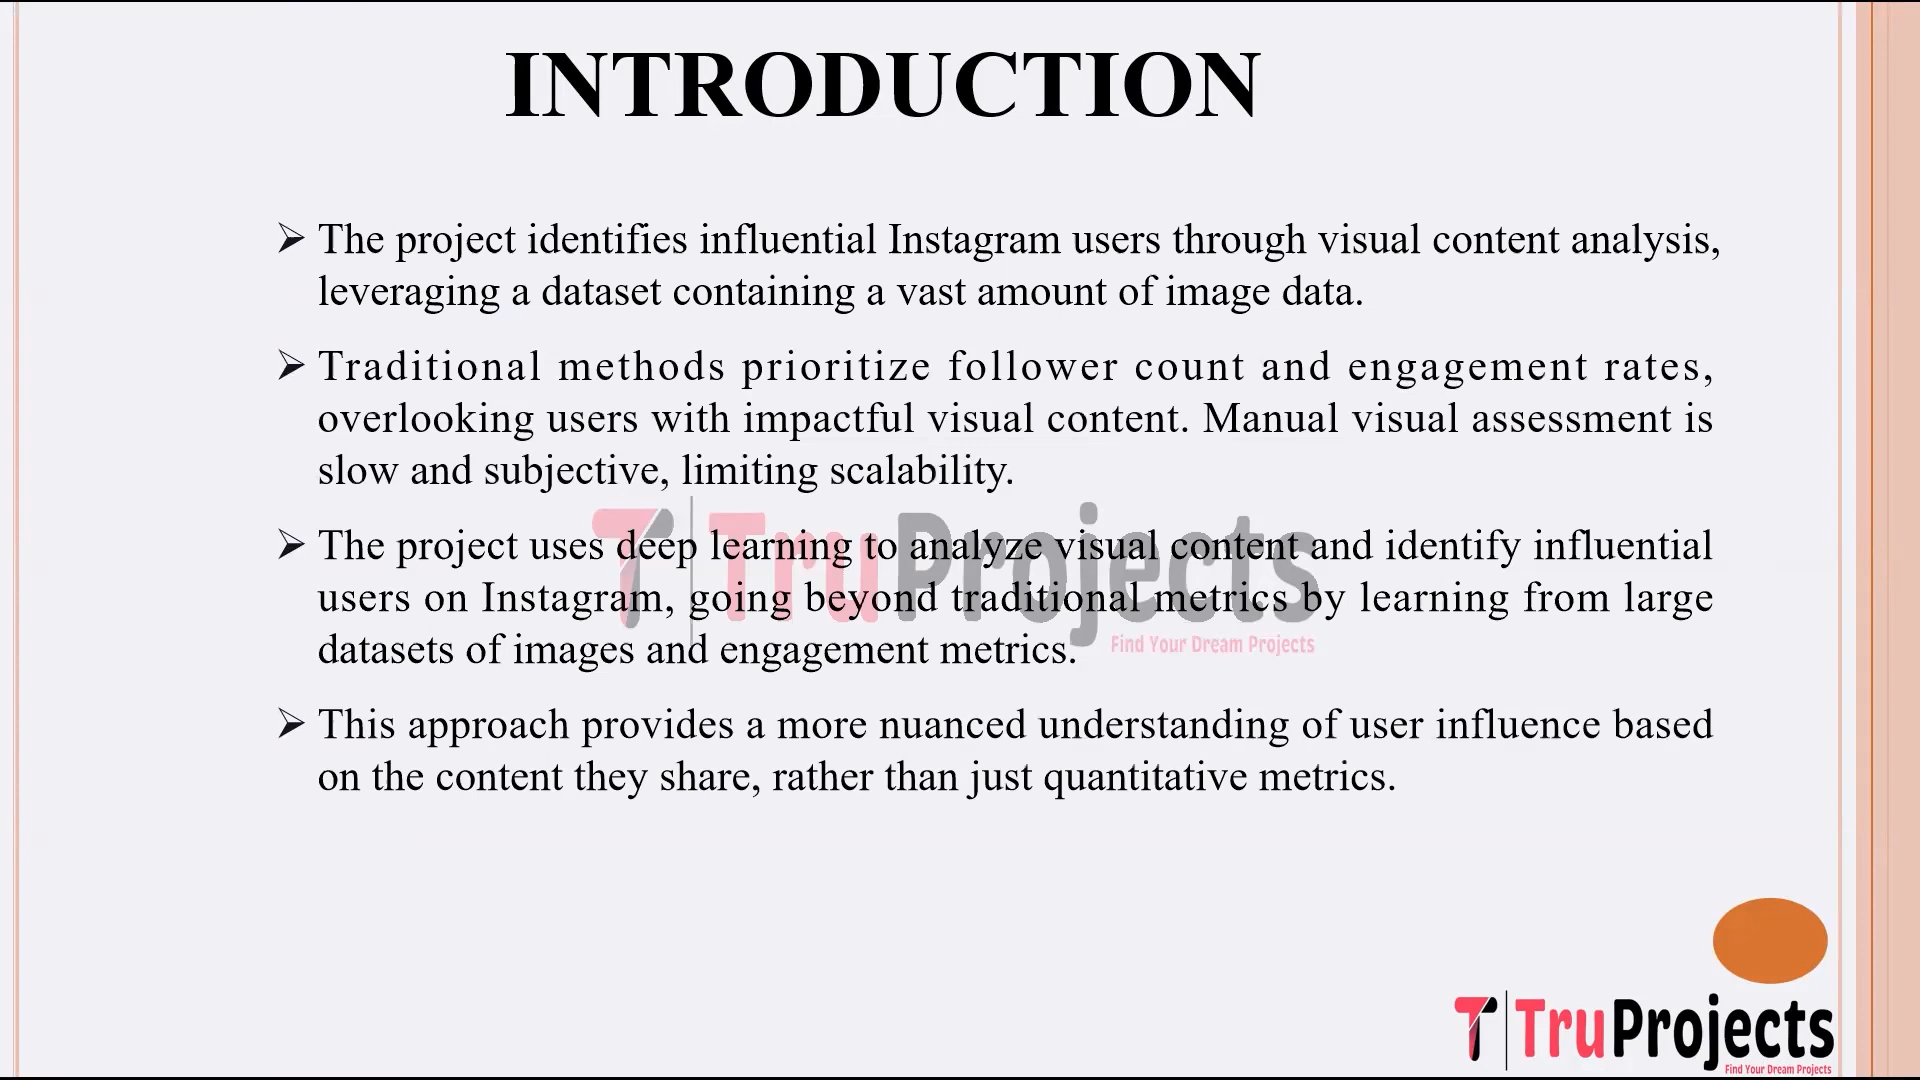 INTRODUCTION
➢ The project identifies influential Instagram users through visual content analysis,
leveraging a dataset containing a vast amount of image data.
➢ Traditional methods prioritize follower count and engagement rates,
overlooking users with impactful visual content. Manual visual assessment is
slow and subjective, limiting scalability.
➢ The project uses deep learning to analyze visual content and identify influential
users on Instagram, going beyond traditional metrics by learning from large
datasets of images and engagement metrics.
➢ This approach provides a more nuanced understanding of user influence based
on the content they share, rather than just quantitative metrics.
TruProjects
Find Your Dream Projects
TruProjects
Find Your Dream Projects